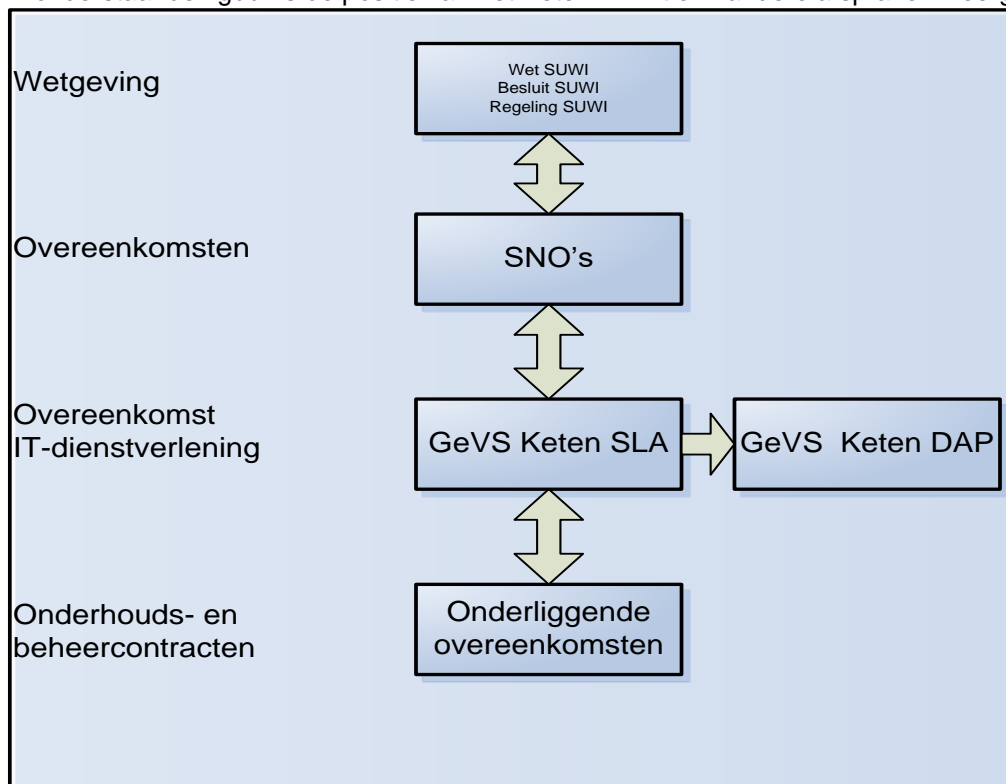 Wetgeving
Wet SUWI
Besluit SUWI
Regeling SUWI
Overeenkomsten
SNO's
Overeenkomst
IT-dienstverlening
GeVS Keten SLA
GeVS Keten DAP
Onderhouds- en
beheercontracten
Onderliggende
overeenkomsten